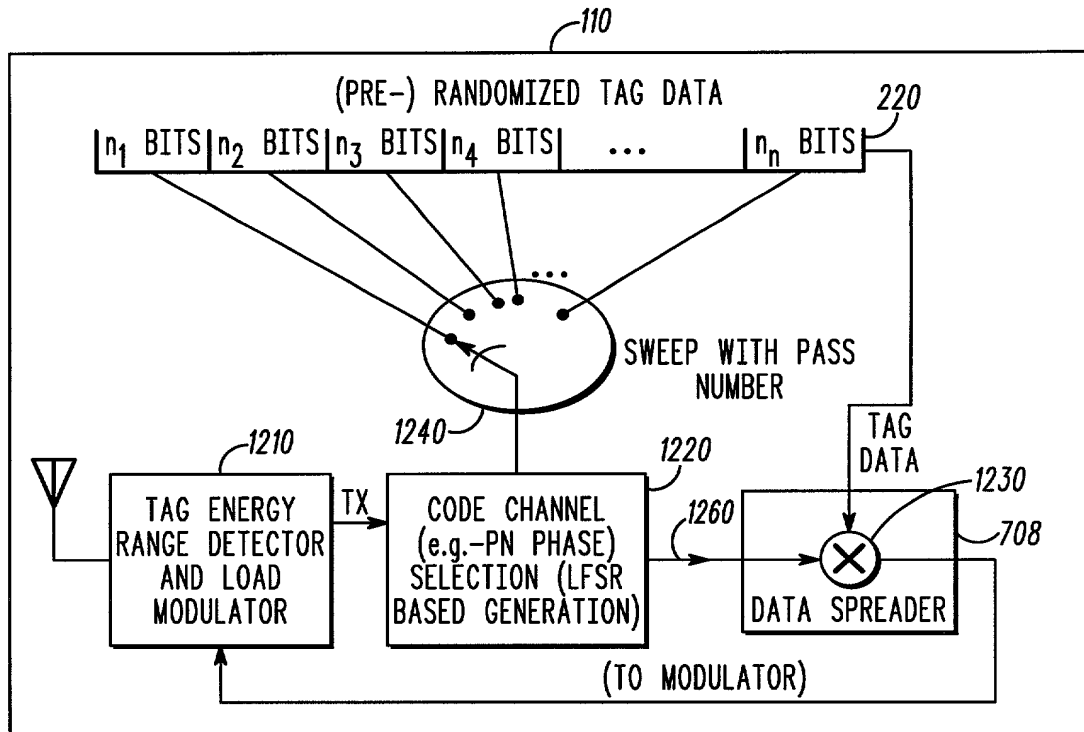 110
(PRE-) RANDOMIZED TAG DATA
220
n₁ BITS n₂ BITS n₃ BITS n₄ BITS ... nₙ BITS
...
SWEEP WITH PASS
NUMBER
1240
1210
TAG ENERGY
RANGE DETECTOR
AND LOAD
MODULATOR
TX
1220
CODE CHANNEL
(e.g.-PN PHASE)
SELECTION (LFSR
BASED GENERATION)
1260
TAG
DATA
1230
708
DATA SPREADER
(TO MODULATOR)